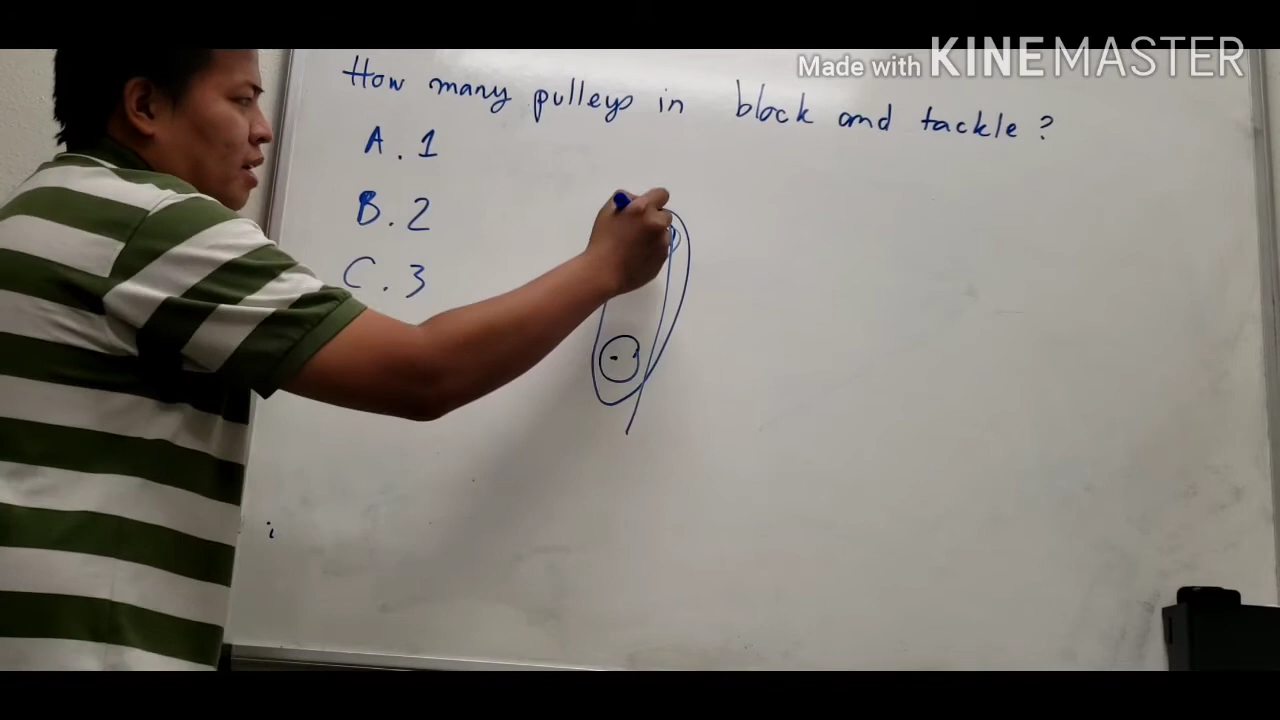 Made with KINEMASTER
How many pulleys in block and tackle?
A. 1
B. 2
C. 3
i